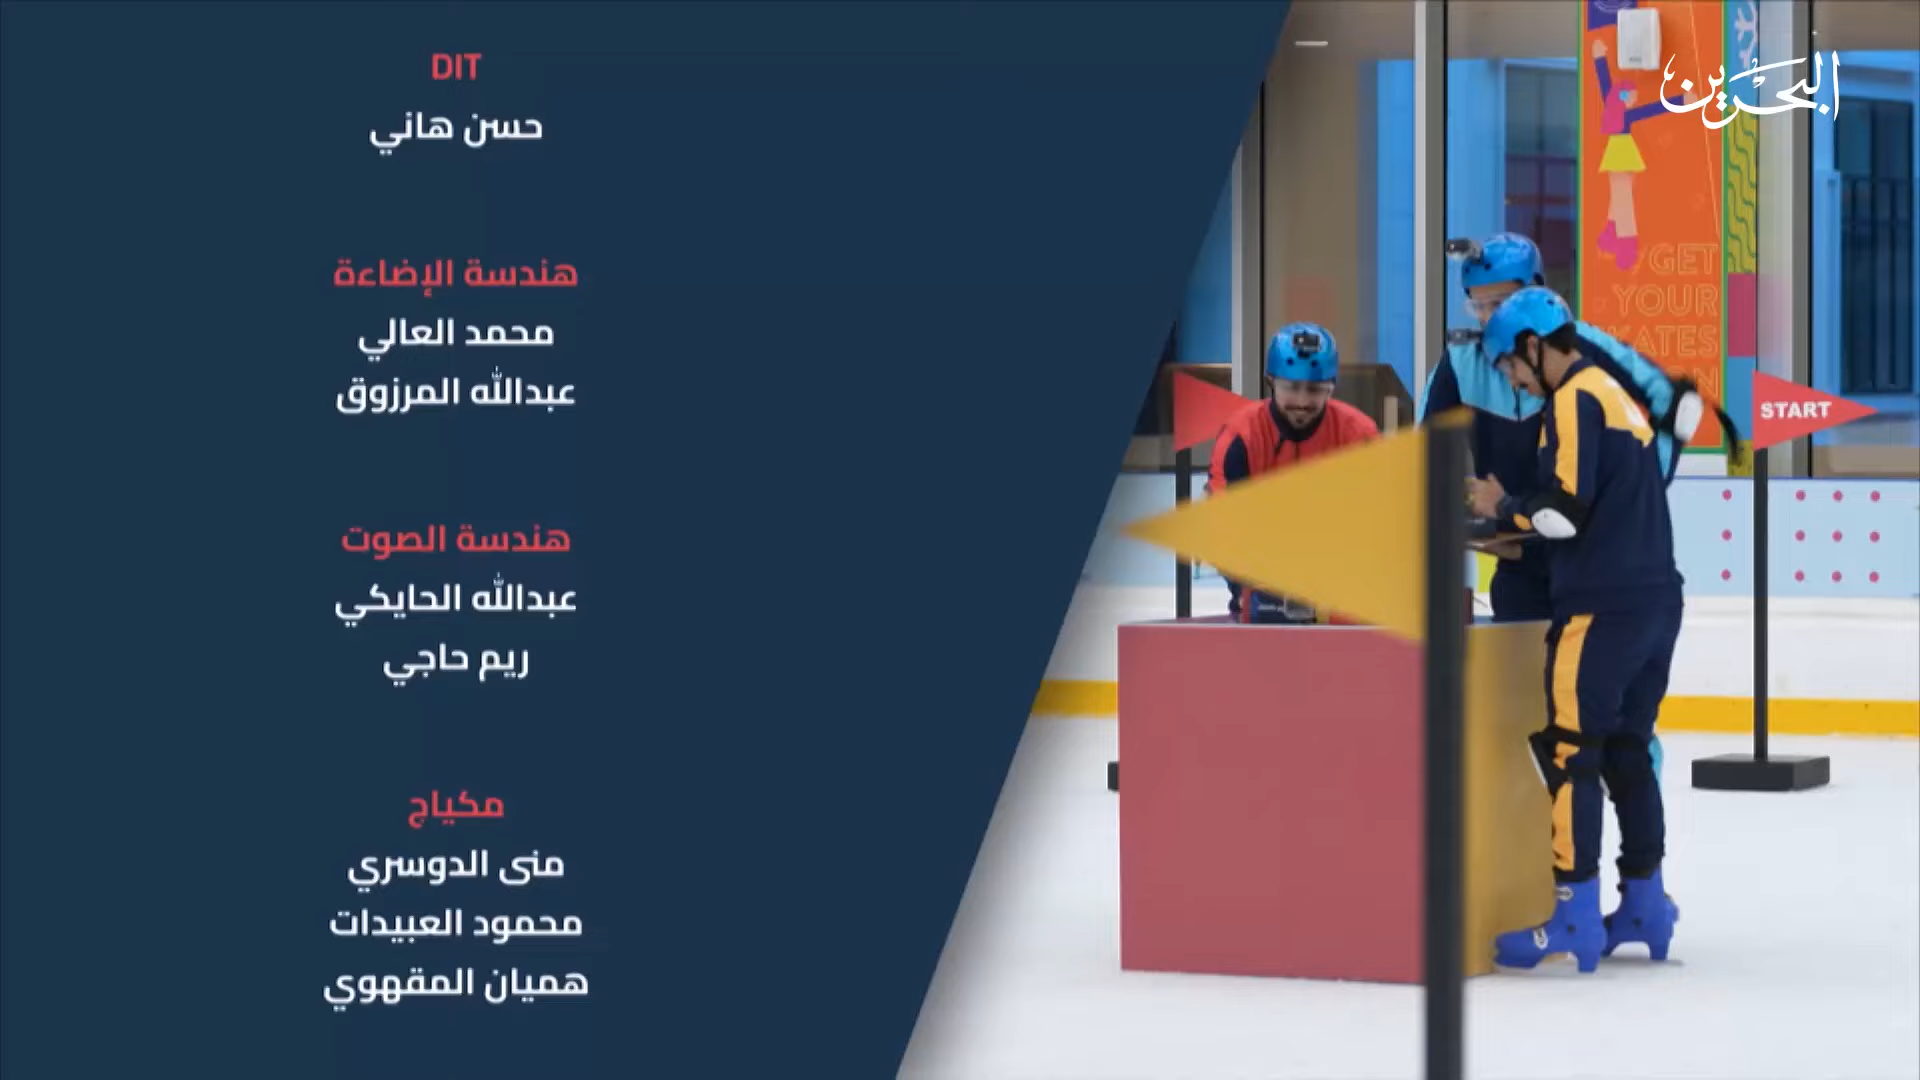 DIT
حسن هاني
هندسة الإضاءة
محمد العالي
عبدالله المرزوق
هندسة الصوت
عبدالله الحايكي
ريم حاجي
مكياج
منى الدوسري
محمود العبيدات
هميان المقهوي
البحرين
GET
YOUR
START